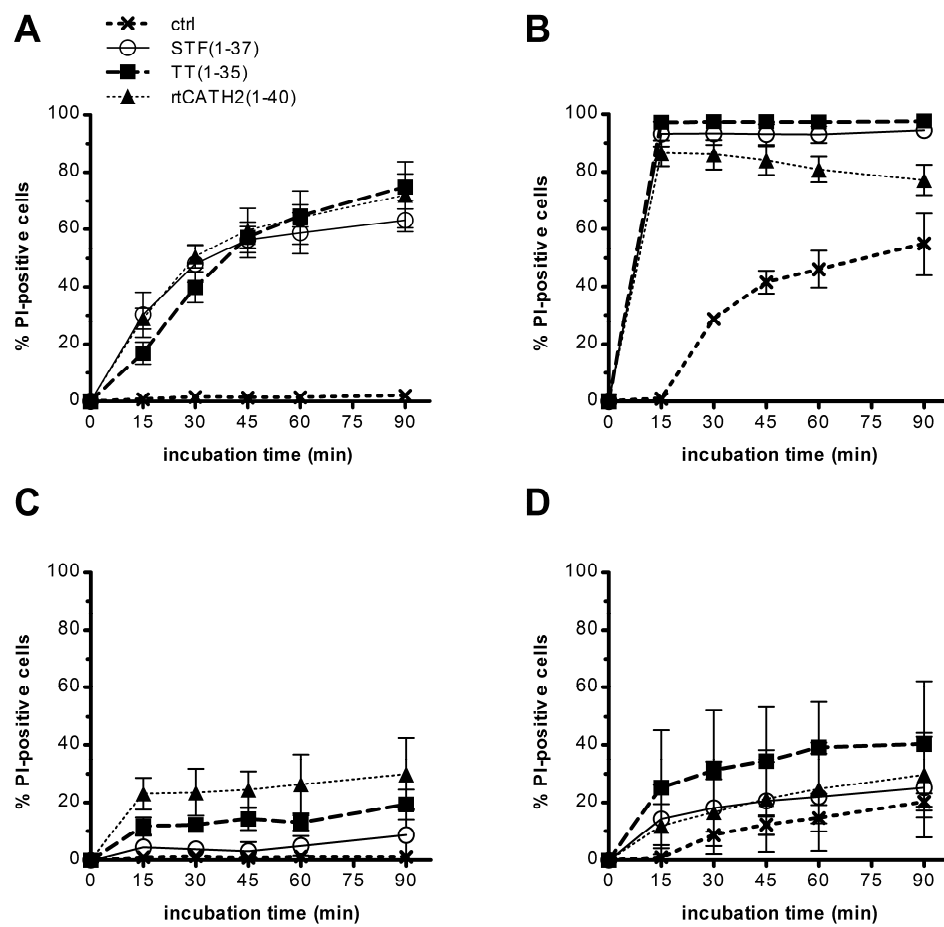 A
ctrl
STF(1-37)
TT(1-35)
rtCATH2(1-40)
100
80
60
40
20
0
% PI-positive cells
0 15 30 45 60 75 90
incubation time (min)
B
100
80
60
40
20
0
% PI-positive cells
0 15 30 45 60 75 90
incubation time (min)
C
100
80
60
40
20
0
% PI-positive cells
0 15 30 45 60 75 90
incubation time (min)
D
100
80
60
40
20
0
% PI-positive cells
0 15 30 45 60 75 90
incubation time (min)